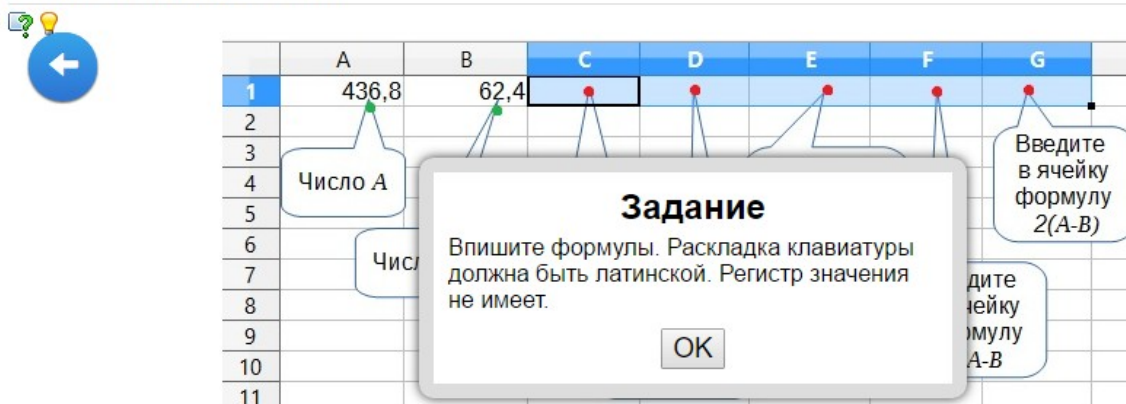 A B C D E F G
1 436,8 62,4
2
3
4
5
6
7
8
9
10
11
Число A
Введите
в ячейку
формулу
2(A-B)
Задание
Впишите формулы. Раскладка клавиатуры
должна быть латинской. Регистр значения
не имеет.
OK
A-B